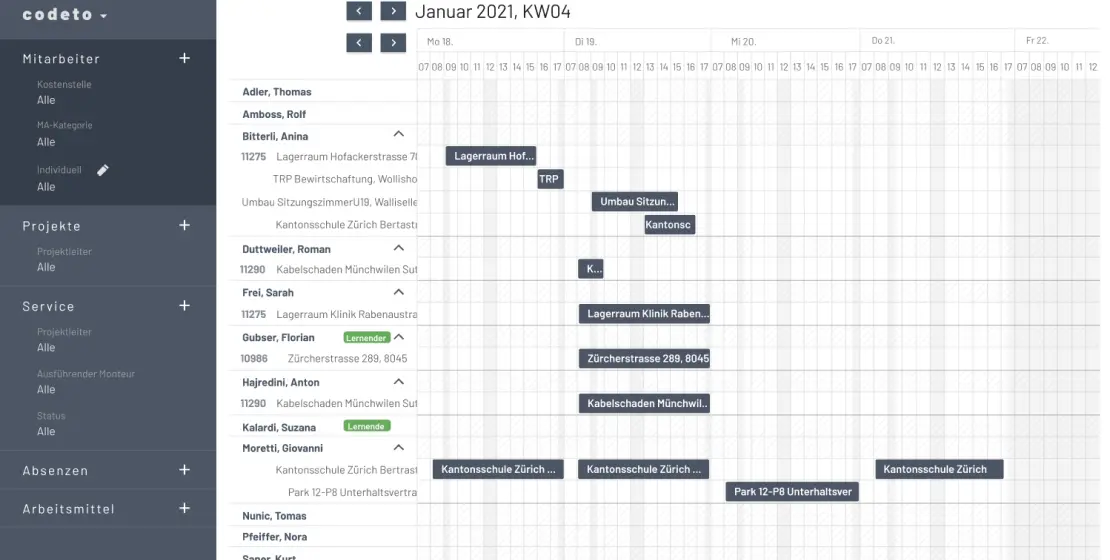 codeto
Januar 2021, KW04
Mitarbeiter
Kostenstelle
Alle
MA-Kategorie
Alle
Individuell
Alle
Projekte
Projektleiter
Alle
Service
Projektleiter
Alle
Ausführender Monteur
Alle
Status
Alle
Absenzen
Arbeitsmittel
Mo 18. Di 19. Mi 20. Do 21. Fr 22.
07 08 09 10 11 12 13 14 15 16 17 07 08 09 10 11 12 13 14 15 16 17 07 08 09 10 11 12 13 14 15 16 17 07 08 09 10 11 12 13 14 15 16 17 07 08 09 10 11 12
Adler, Thomas
Amboss, Rolf
Bitterli, Anina
11275 Lagerraum Hofackerstrasse 78 Lagerraum Hof...
TRP Bewirtschaftung, Wollisho TRP
Umbau SitzungszimmerU19, Walliselle Umbau Sitzun...
Kantonsschule Zürich Bertastr Kantonsc
Duttweiler, Roman
11290 Kabelschaden Münchwilen Sut K...
Frei, Sarah
11275 Lagerraum Klinik Rabenaustra Lagerraum Klinik Raben...
Gubser, Florian Lernender
10986 Zürcherstrasse 289, 8045 Zürcherstrasse 289, 8045
Hajredini, Anton
11290 Kabelschaden Münchwilen Sut Kabelschaden Münchwil..
Kalardi, Suzana Lernende
Moretti, Giovanni
Kantonsschule Zürich Bertrast Kantonsschule Zürich ... Kantonsschule Zürich ... Kantonsschule Zürich
Park 12-P8 Unterhaltsvertra Park 12-P8 Unterhaltsver
Nunic, Tomas
Pfeiffer, Nora
Saner, Kurt